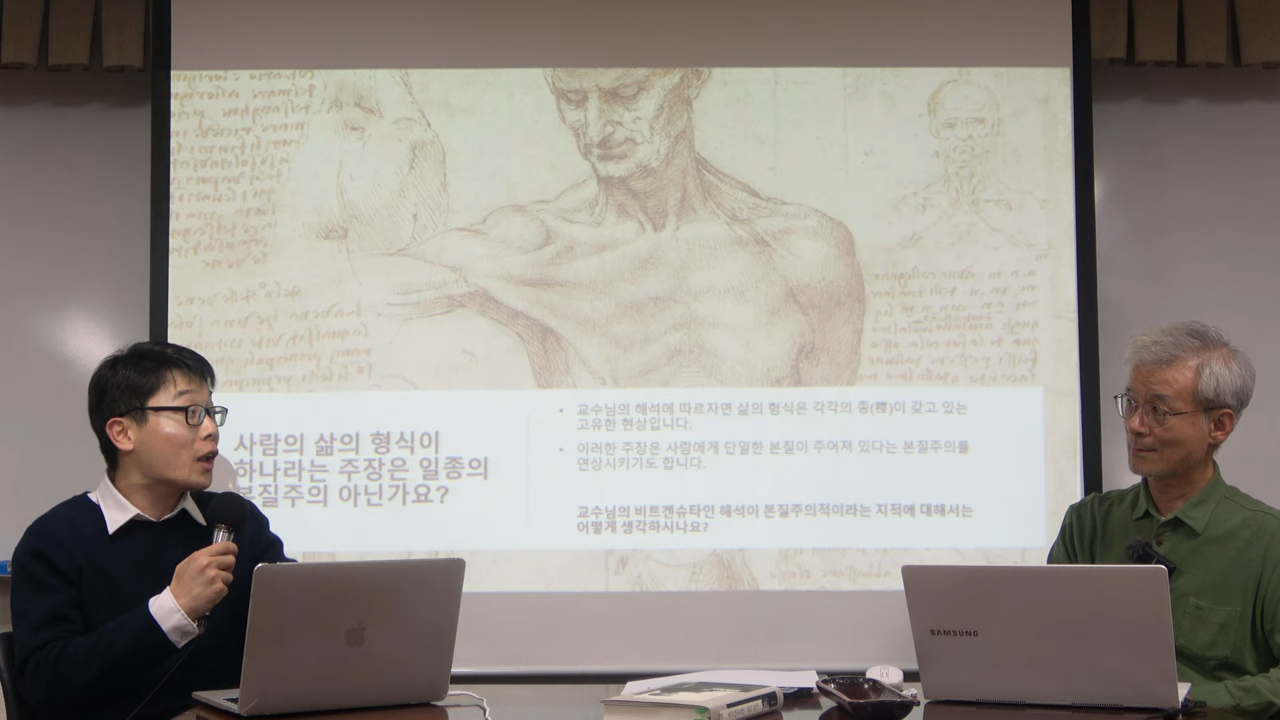 사람의 삶의 형식이
하나라는 주장은 일종의
본질주의 아닌가요?
• 교수님의 해석에 따르자면 삶의 형식은 각각의 종(種)이 갖고 있는
고유한 현상입니다.
• 이러한 주장은 사람에게 단일한 본질이 주어져 있다는 본질주의를
연상시키기도 합니다.
교수님의 비트겐슈타인 해석이 본질주의적이라는 지적에 대해서는
어떻게 생각하시나요?
SAMSUNG